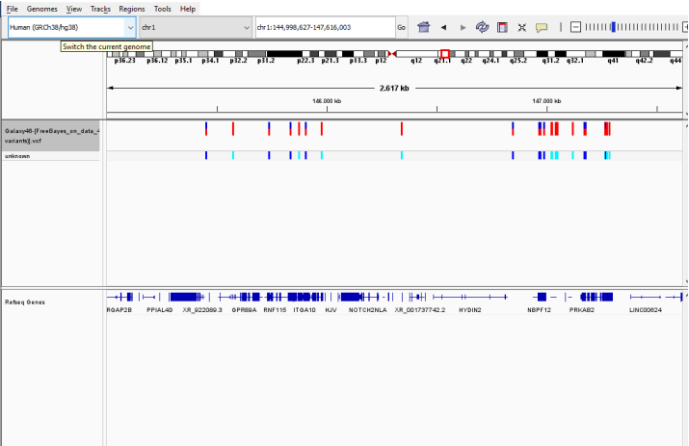 File Genomes View Tracks Regions Tools Help
Human (GRCh38/hg38) chr1 chr1:144,998,627-147,616,003 Go
Switch the current genome
p36.23 p36.12 p35.1 p34.1 p32.2 p31.2 p22.3 p21.3 p13.3 p12 q12 q21.1 q22 q24.1 q25.2 q31.1 q32.1 q41 q42.2 q44
2.617 kb
146.000 kb 147.000 kb
Galaxy46-[FreeGayes_on_data_4
variants)].vcf
unknown
Refseq Genes
RGAP2B PPIAL4G XR_922089.3 GPR89A RNF115 ITGA10 HJV NOTCH2NLA XR_001737742.2 HYDIN2 NBPF12 PRKAB2 LINC00624